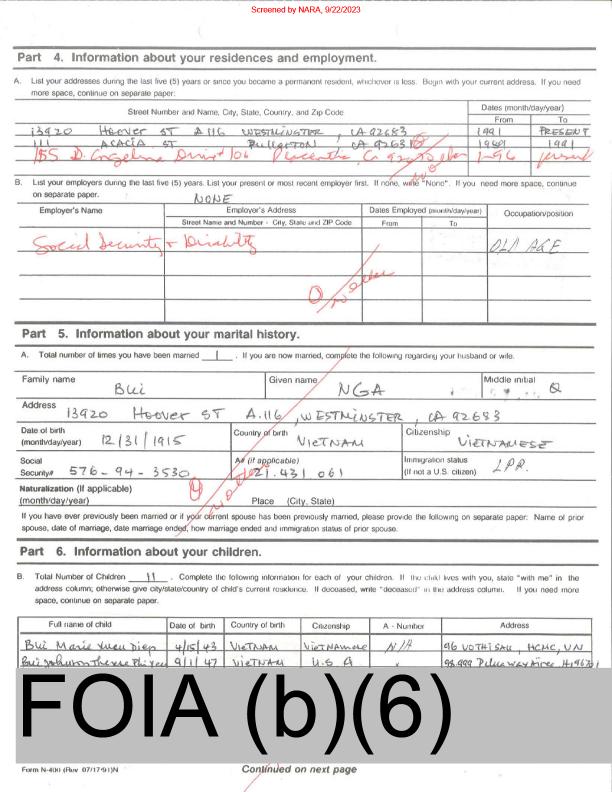 Screened by NARA, 9/22/2023
Part 4. Information about your residences and employment.
A. List your addresses during the last five (5) years or since you became a permanent resident, whichever is less. Begin with your current address. If you need
more space, continue on separate paper:
Street Number and Name, City, State, Country, and Zip Code Dates (month/day/year)
From To
13920 Hoover ST A116 WESTMINSTER, CA 92683 1991 PRESENT
111 ACACIA ST FULLERTON CA 1991
155 D. Angelina Drive #106 Placentia, Ca 1-96 present
B. List your employers during the last five (5) years. List your present or most recent employer first. If none, write "None". If you need more space, continue
on separate paper. NONE
Employer's Name Employer's Address Dates Employed (month/day/year) Occupation/position
Street Name and Number - City, State and ZIP Code From To
Social Security + Disability OLD AGE
Part 5. Information about your marital history.
A. Total number of times you have been married 1 . If you are now married, complete the following regarding your husband or wife.
Family name Bui Given name NGA Middle initial Q
Address 13920 Hoover ST A.116, WESTMINSTER, CA 92683
Date of birth (month/day/year) 12/31/1915 Country of birth VIETNAM Citizenship VIETNAMESE
Social Security# 576-94-3530 A# (if applicable) 21.431 061 Immigration status (If not a U.S. citizen) LPR.
Naturalization (If applicable)
(month/day/year) Place (City, State)
If you have ever previously been married or if your current spouse has been previously married, please provide the following on separate paper: Name of prior
spouse, date of marriage, date marriage ended, how marriage ended and immigration status of prior spouse.
Part 6. Information about your children.
B. Total Number of Children 11 . Complete the following information for each of your children. If the child lives with you, state "with me" in the
address column; otherwise give city/state/country of child's current residence. If deceased, write "deceased" in the address column. If you need more
space, continue on separate paper.
Full name of child Date of birth Country of birth Citizenship A - Number Address
Bui Marie Xuan Diep 4/15/43 VIETNAM VIETNAMESE N/A 96 VO THI SAU, HCMC, VN
Bui 9/1/47 VIETNAM U.S A
FOIA (b)(6)
Form N-400 (Rev 07/17/91)N Continued on next page